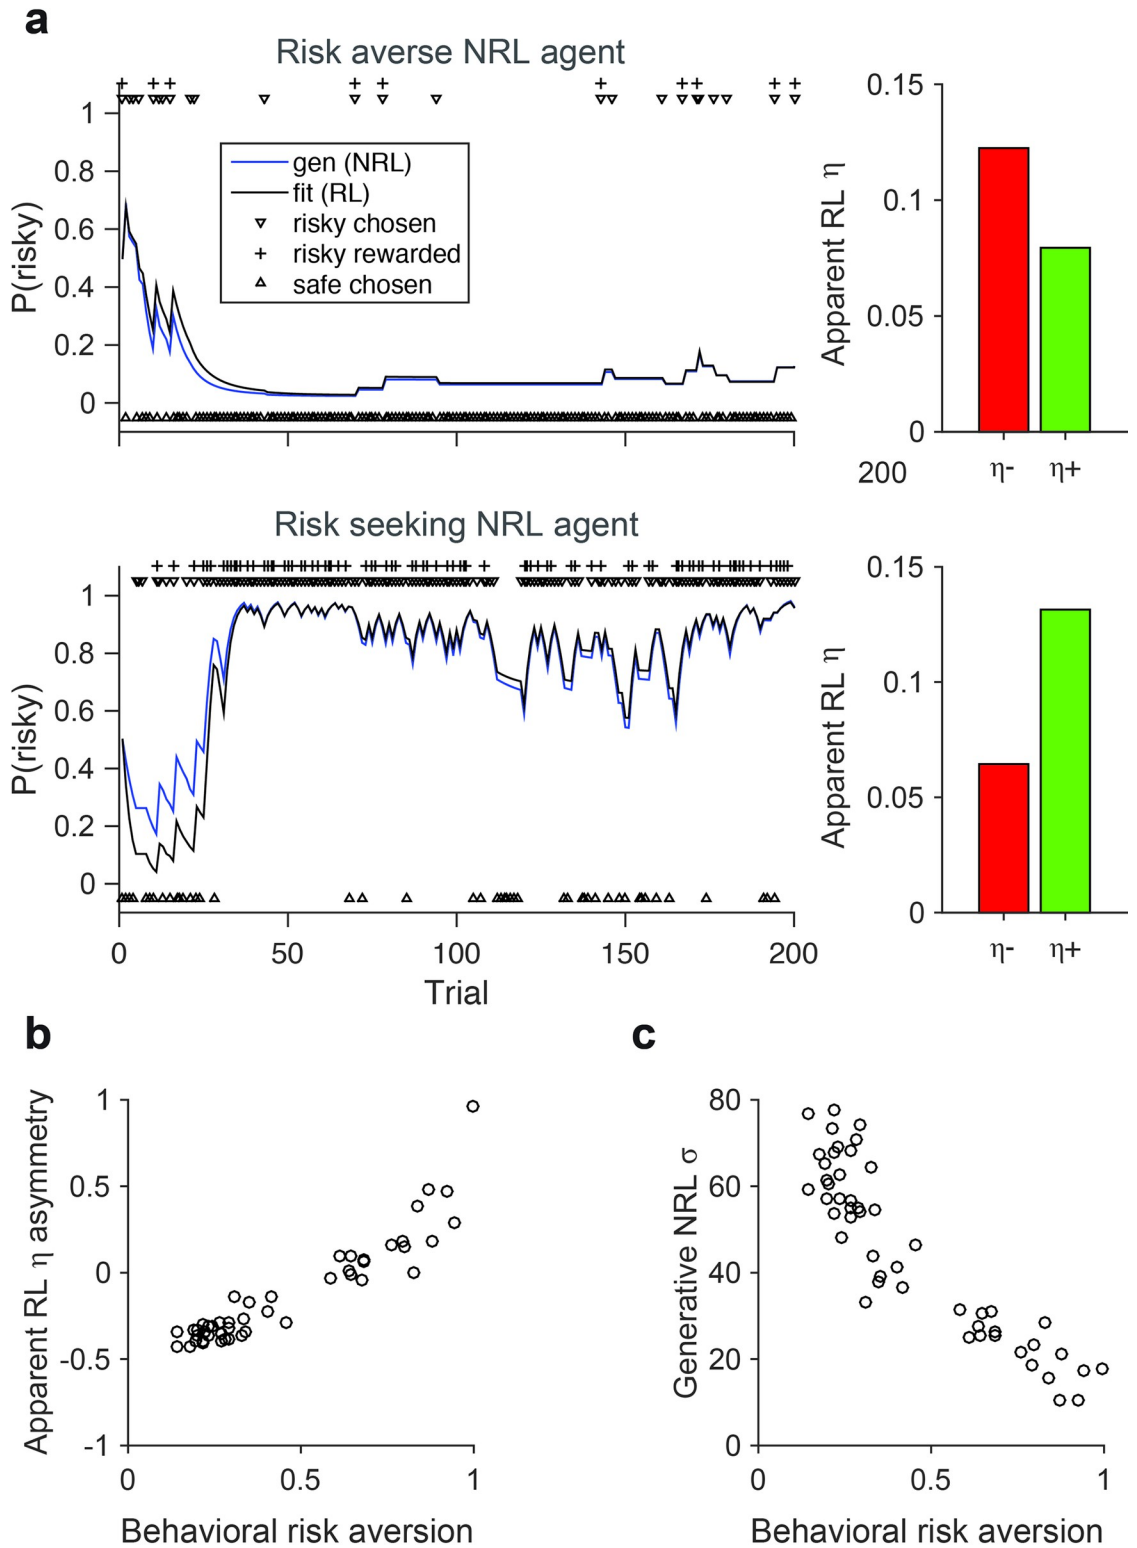 a
Risk averse NRL agent
P(risky)
1
0.8
0.6
0.4
0.2
0
gen (NRL)
fit (RL)
risky chosen
risky rewarded
safe chosen
Apparent RL η
0.15
0.1
0.05
0
200
η- η+
Risk seeking NRL agent
P(risky)
1
0.8
0.6
0.4
0.2
0
0 50 100 150 200
Trial
Apparent RL η
0.15
0.1
0.05
0
η- η+
b
Apparent RL η asymmetry
1
0.5
0
-0.5
-1
0 0.5 1
Behavioral risk aversion
c
Generative NRL σ
80
60
40
20
0
0 0.5 1
Behavioral risk aversion